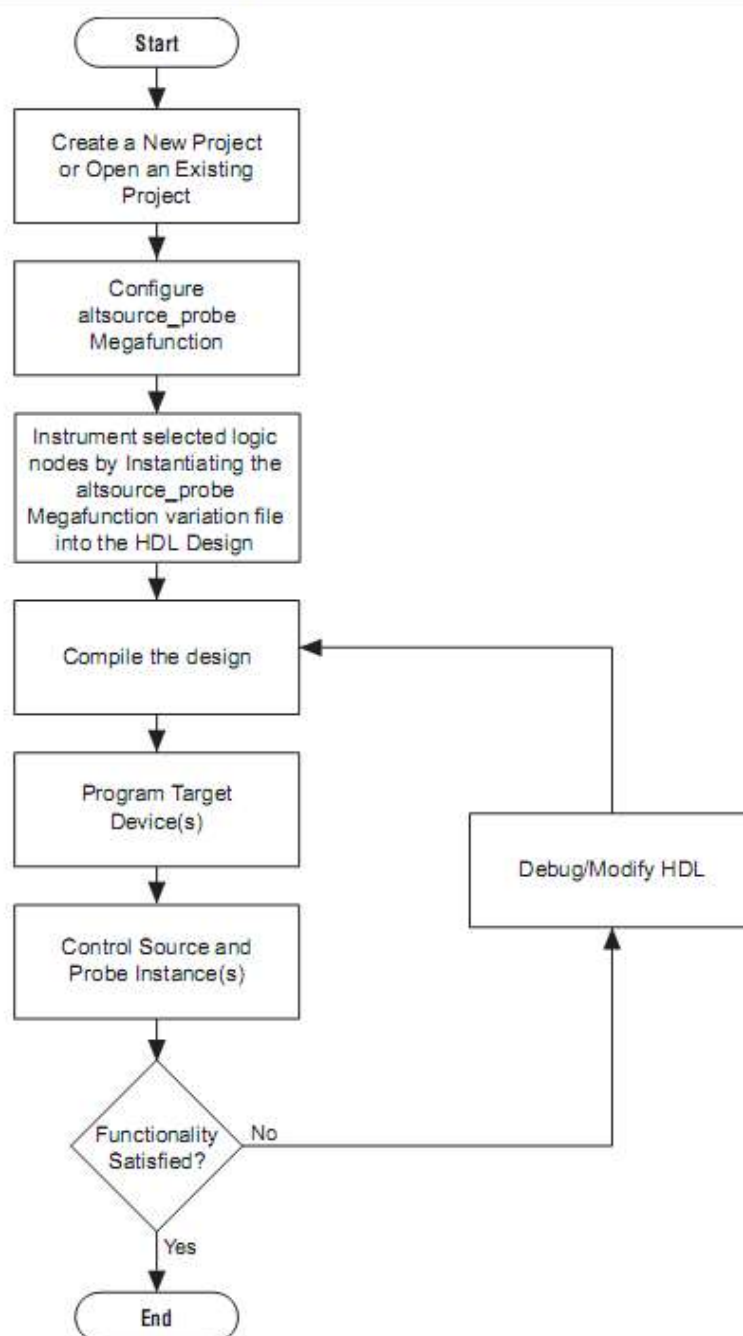 Start
Create a New Project
or Open an Existing
Project
Configure
altsource_probe
Megafunction
Instrument selected logic
nodes by Instantiating the
altsource_probe
Megafunction variation file
into the HDL Design
Compile the design
Program Target
Device(s)
Debug/Modify HDL
Control Source and
Probe Instance(s)
Functionality
Satisfied?
No
Yes
End